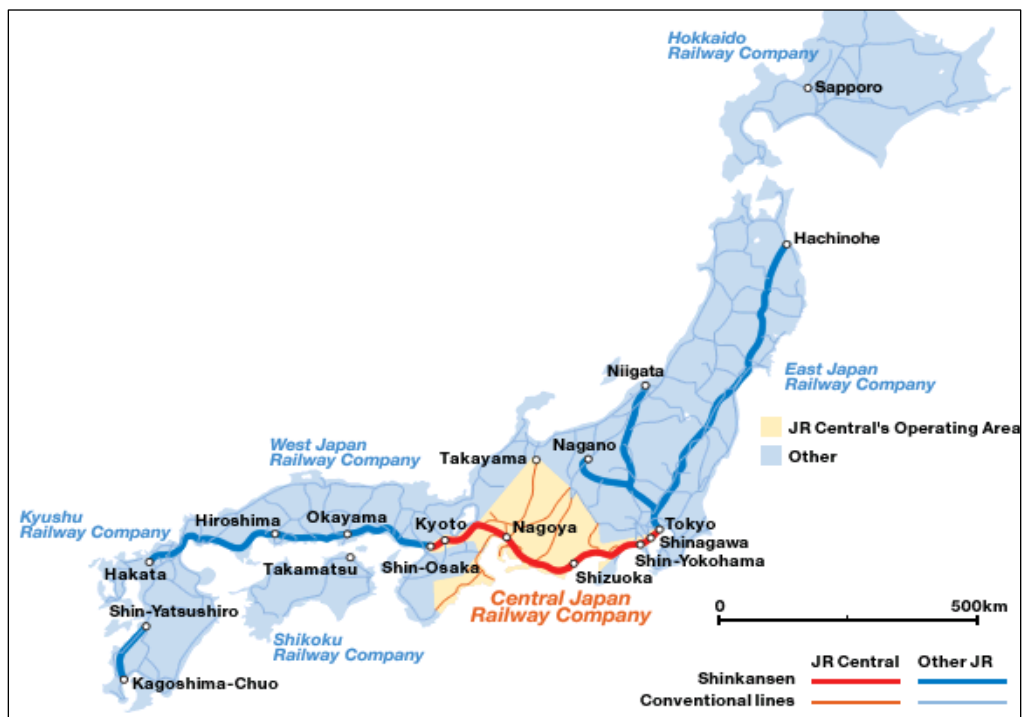 Hokkaido
Railway Company
Sapporo
Hachinohe
East Japan
Railway Company
Niigata
JR Central's Operating Area
Other
West Japan
Railway Company
Takayama
Nagano
Kyushu
Railway Company
Hiroshima
Okayama
Kyoto
Nagoya
Tokyo
Shinagawa
Shin-Yokohama
Hakata
Takamatsu
Shin-Osaka
Shizuoka
Central Japan
Railway Company
Shin-Yatsushiro
Shikoku
Railway Company
Kagoshima-Chuo
0 500km
JR Central Other JR
Shinkansen
Conventional lines